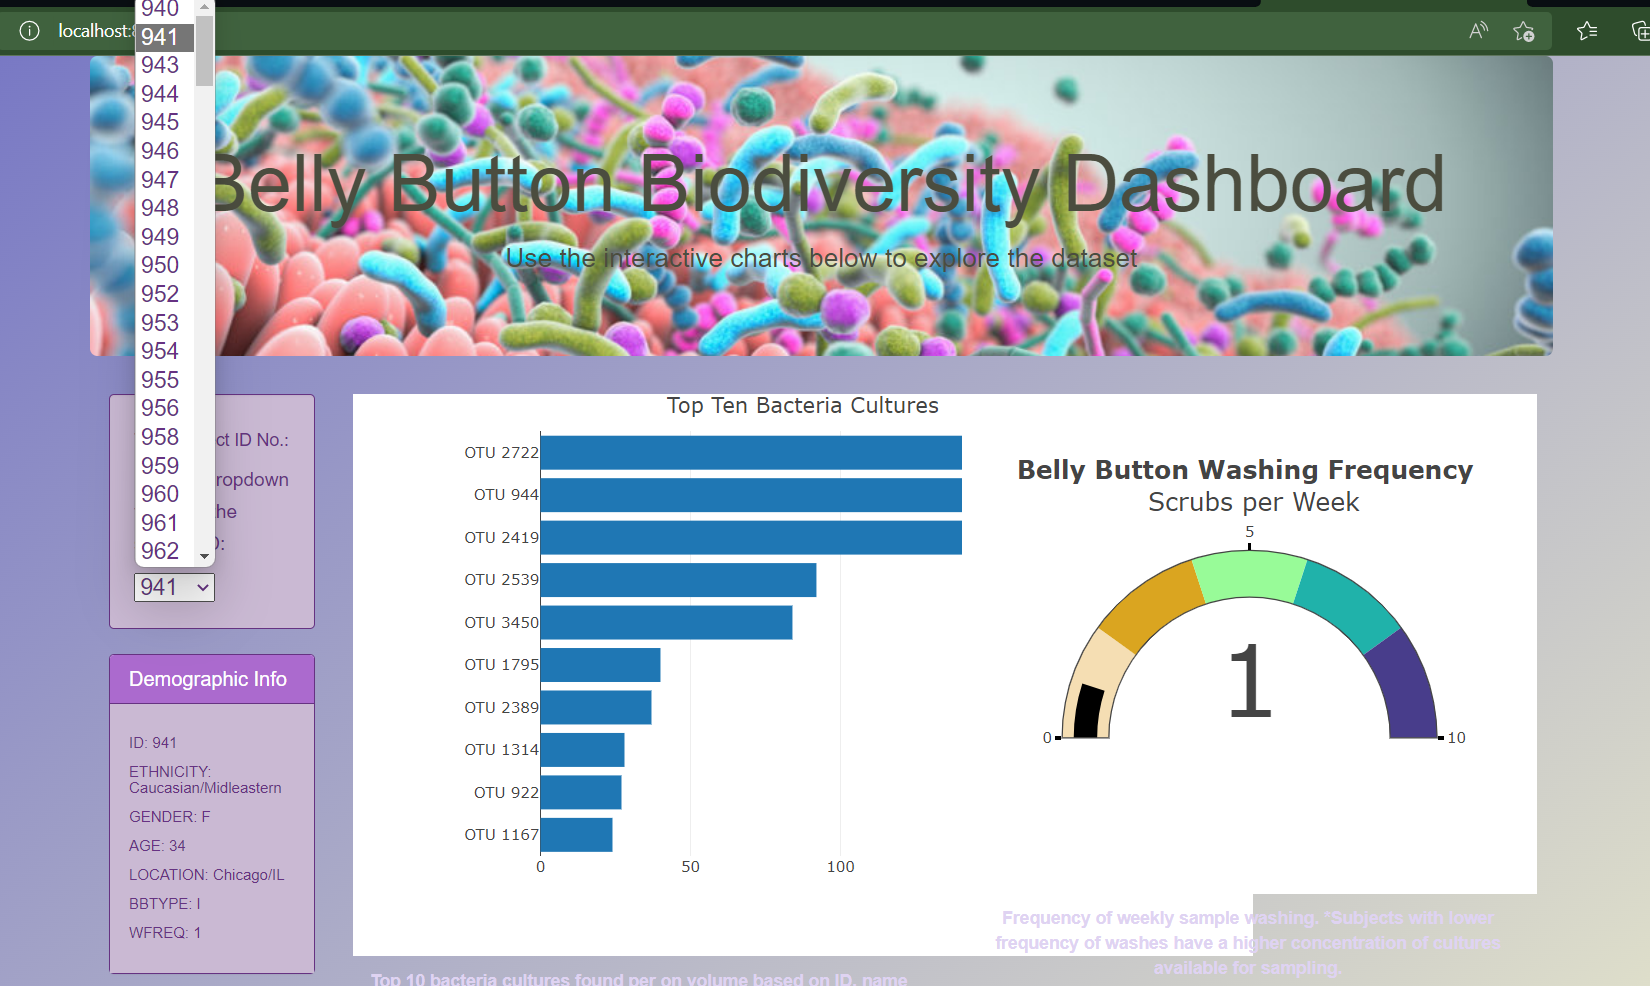 localhost:
940
941
943
944
945
946
947
948
949
950
952
953
954
955
956
958
959
960
961
962
941
Belly Button Biodiversity Dashboard
Use the interactive charts below to explore the dataset
ID No.:
the
Demographic Info
ID: 941
ETHNICITY:
Caucasian/Midleastern
GENDER: F
AGE: 34
LOCATION: Chicago/IL
BBTYPE: I
WFREQ: 1
Top Ten Bacteria Cultures
OTU 2722
OTU 944
OTU 2419
OTU 2539
OTU 3450
OTU 1795
OTU 2389
OTU 1314
OTU 922
OTU 1167
0 50 100
Belly Button Washing Frequency
Scrubs per Week
5
0
10
1
Frequency of weekly sample washing. *Subjects with lower
frequency of washes have a higher concentration of cultures
available for sampling.
Top 10 bacteria cultures found per on volume based on ID, name